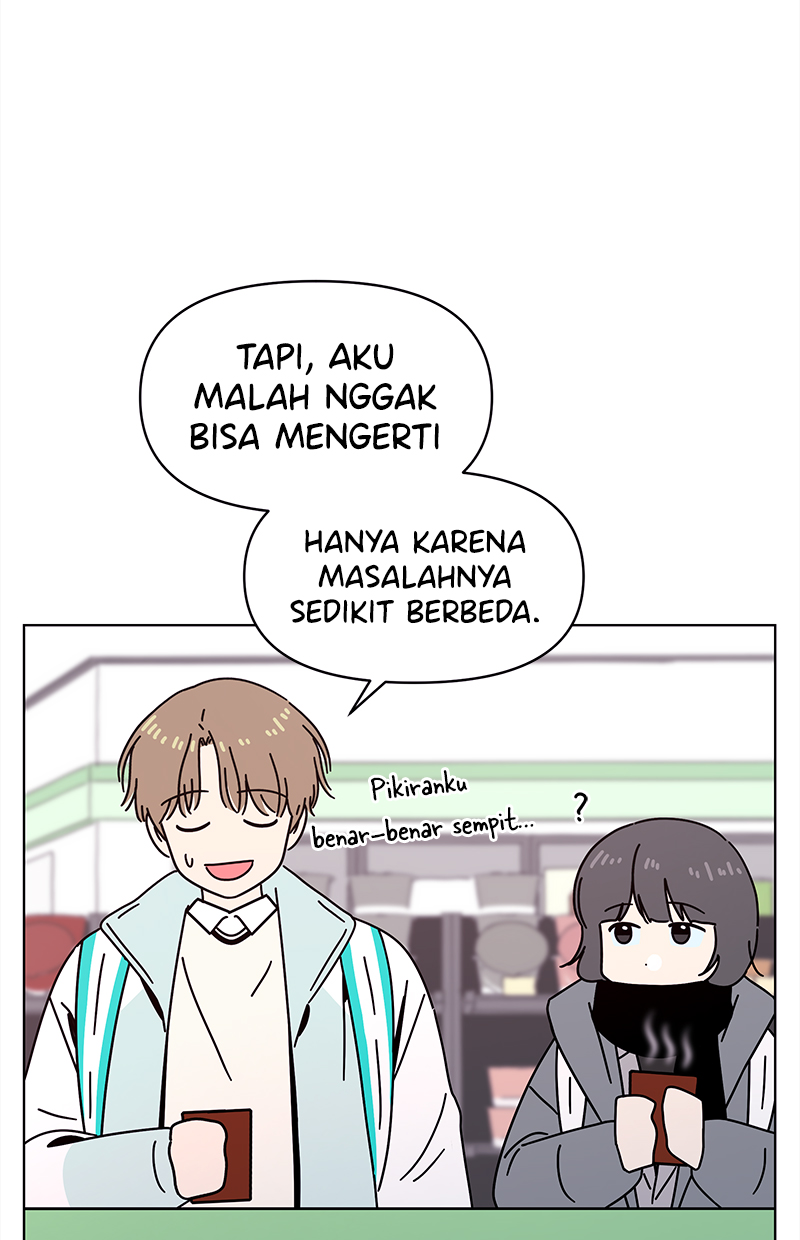 TAPI, AKU
MALAH NGGAK
BISA MENGERTI
HANYA KARENA
MASALAHNYA
SEDIKIT BERBEDA.
Pikiranku
benar-benar sempit...
?